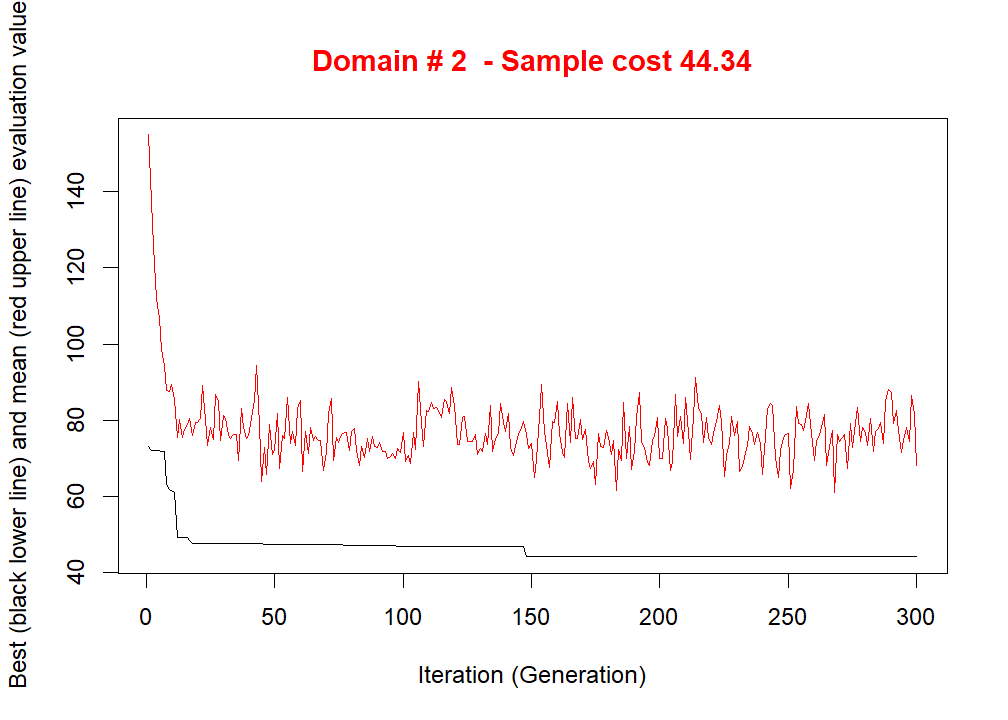 Domain # 2  - Sample cost 44.34
Best (black lower line) and mean (red upper line) evaluation value
140
120
100
80
60
40
0 50 100 150 200 250 300
Iteration (Generation)